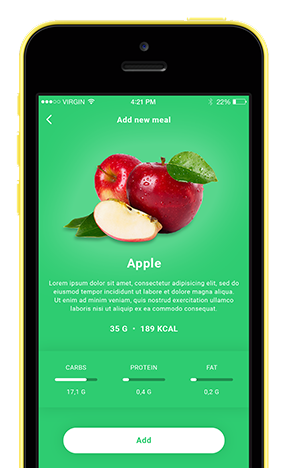 VIRGIN 4:21 PM 22%
Add new meal
Apple
Lorem ipsum dolor sit amet, consectetur adipisicing elit, sed do
eiusmod tempor incididunt ut labore et dolore magna aliqua.
Ut enim ad minim veniam, quis nostrud exercitation ullamco
laboris nisi ut aliquip ex ea commodo consequat.
35 G • 189 KCAL
CARBS PROTEIN FAT
17,1 G 0,4 G 0,2 G
Add